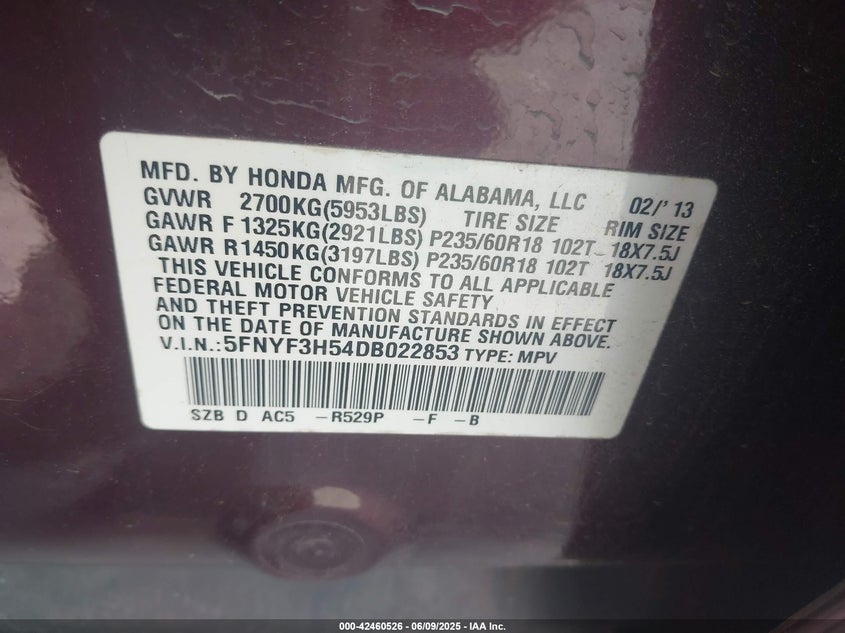 MFD. BY HONDA MFG. OF ALABAMA, LLC 02/'13
GVWR 2700KG(5953LBS) TIRE SIZE RIM SIZE
GAWR F 1325KG(2921LBS) P235/60R18 102T 18X7.5J
GAWR R 1450KG(3197LBS) P235/60R18 102T 18X7.5J
THIS VEHICLE CONFORMS TO ALL APPLICABLE
FEDERAL MOTOR VEHICLE SAFETY
AND THEFT PREVENTION STANDARDS IN EFFECT
ON THE DATE OF MANUFACTURE SHOWN ABOVE.
V.I.N.:5FNYF3H54DB022853 TYPE: MPV
SZB D AC5 -R529P -F -B
000-42460526 - 06/09/2025 - IAA Inc.